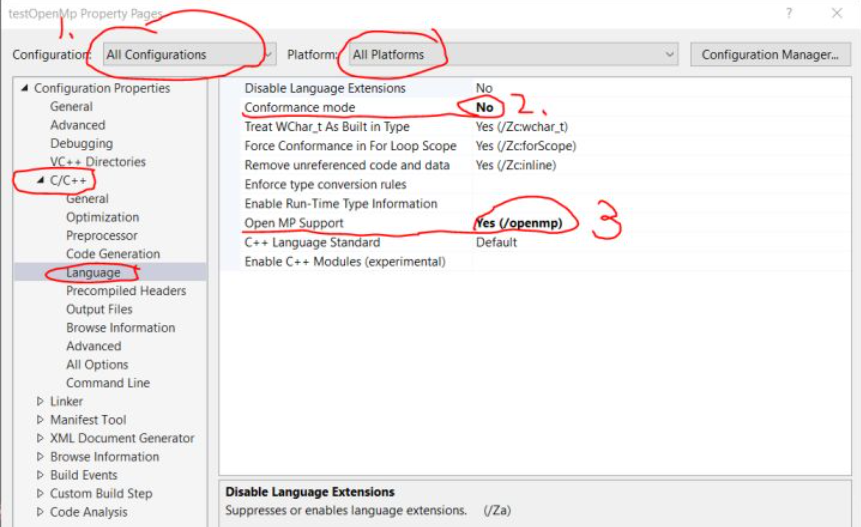 testOpenMp Property Pages
?
1.
Configuration: All Configurations Platform: All Platforms Configuration Manager...
Configuration Properties
General
Advanced
Debugging
VC++ Directories
C/C++
General
Optimization
Preprocessor
Code Generation
Language
Precompiled Headers
Output Files
Browse Information
Advanced
All Options
Command Line
Linker
Manifest Tool
XML Document Generator
Browse Information
Build Events
Custom Build Step
Code Analysis
Disable Language Extensions No
Conformance mode No 2.
Treat WChar_t As Built in Type Yes (/Zc:wchar_t)
Force Conformance in For Loop Scope Yes (/Zc:forScope)
Remove unreferenced code and data Yes (/Zc:inline)
Enforce type conversion rules
Enable Run-Time Type Information
Open MP Support Yes (/openmp) 3
C++ Language Standard Default
Enable C++ Modules (experimental)
Disable Language Extensions
Suppresses or enables language extensions. (/Za)